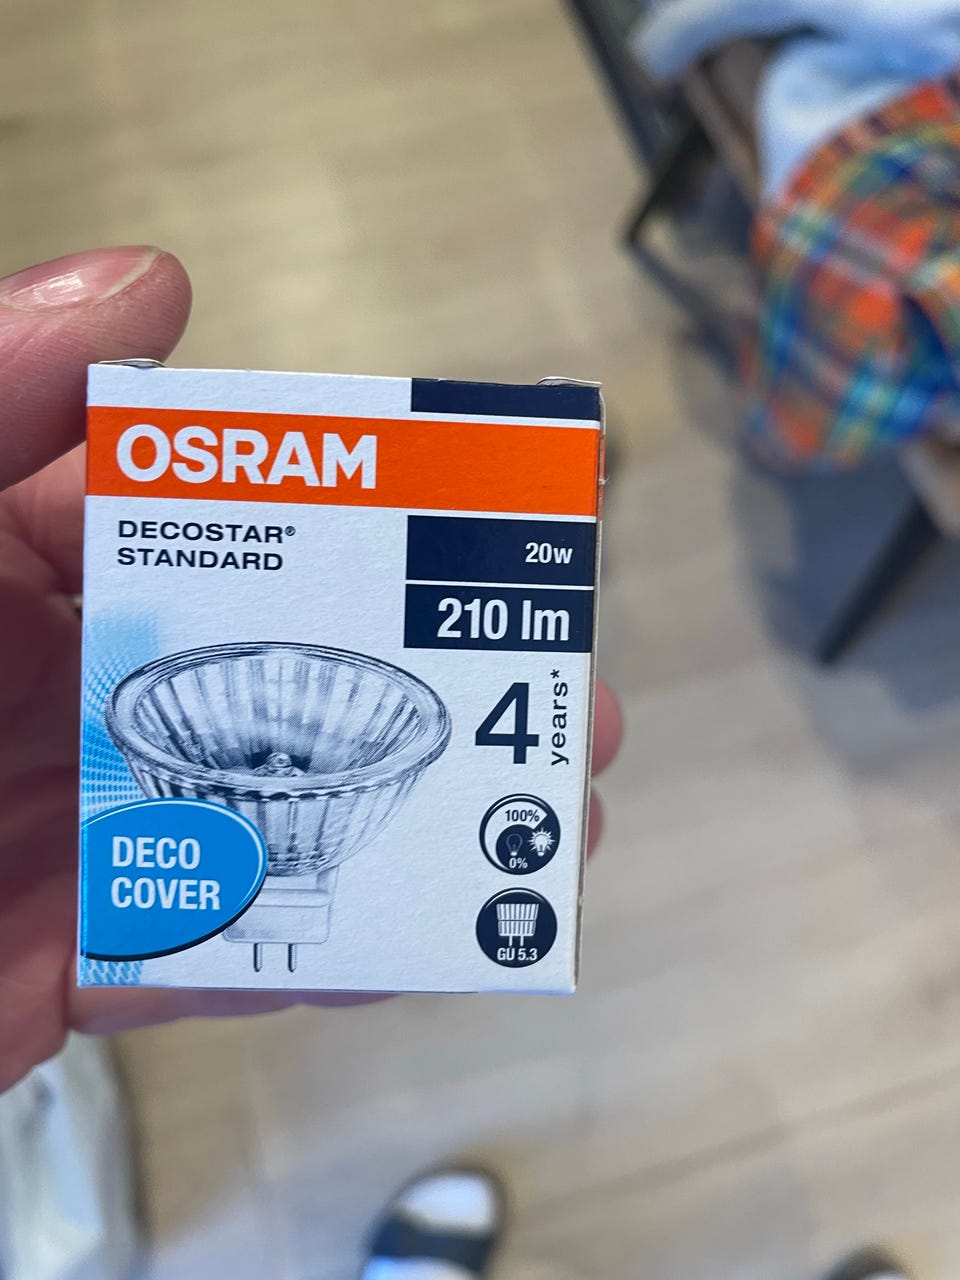 OSRAM
DECOSTAR®
STANDARD
20w
210 lm
4 years*
100%
0%
DECO
COVER
GU 5.3